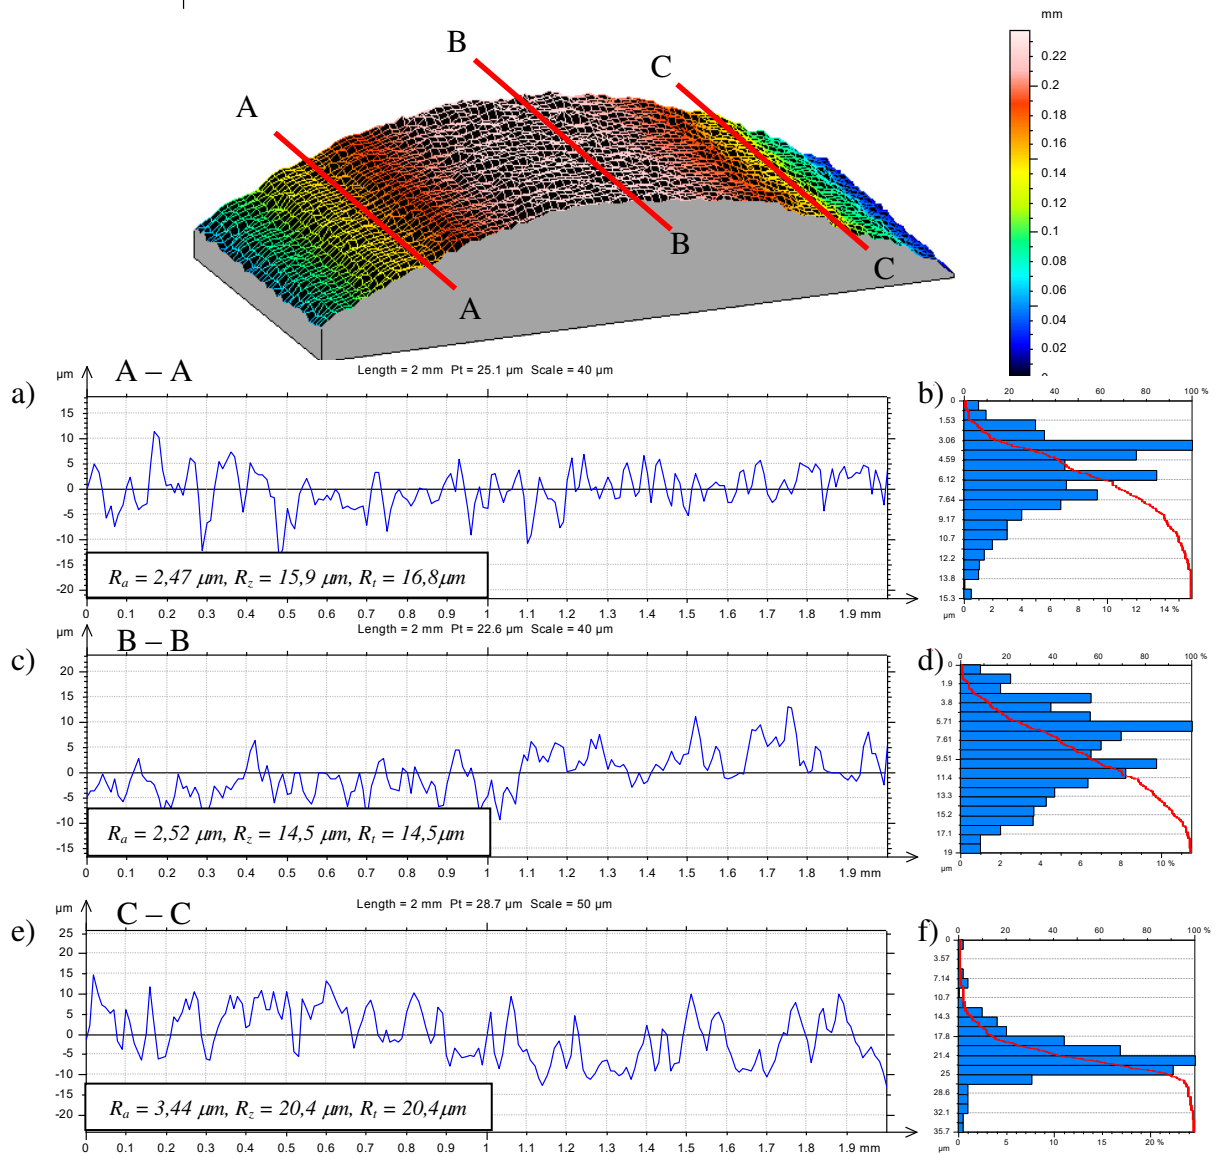 mm
B
C
0.22
A
0.2
0.18
0.16
0.14
0.12
B
0.1
C
0.08
A
0.06
0.04
0.02
0
A – A
Length = 2 mm Pt = 25.1 µm Scale = 40 µm
a)
µm
15
10
5
0
-5
-10
-15
-20
Ra = 2,47 µm, Rz = 15,9 µm, Rt = 16,8µm
0 0.1 0.2 0.3 0.4 0.5 0.6 0.7 0.8 0.9 1 1.1 1.2 1.3 1.4 1.5 1.6 1.7 1.8 1.9 mm
b)
0 20 40 60 80 100 %
0
1.53
3.06
4.59
6.12
7.64
9.17
10.7
12.2
13.8
15.3
µm
0 2 4 6 8 10 12 14 %
B – B
Length = 2 mm Pt = 22.6 µm Scale = 40 µm
c)
µm
20
15
10
5
0
-5
-10
-15
Ra = 2,52 µm, Rz = 14,5 µm, Rt = 14,5µm
0 0.1 0.2 0.3 0.4 0.5 0.6 0.7 0.8 0.9 1 1.1 1.2 1.3 1.4 1.5 1.6 1.7 1.8 1.9 mm
d)
0 20 40 60 80 100 %
0
1.9
3.8
5.71
7.61
9.51
11.4
13.3
15.2
17.1
19
µm
0 2 4 6 8 10 %
C – C
Length = 2 mm Pt = 28.7 µm Scale = 50 µm
e)
µm
25
20
15
10
5
0
-5
-10
-15
-20
Ra = 3,44 µm, Rz = 20,4 µm, Rt = 20,4µm
0 0.1 0.2 0.3 0.4 0.5 0.6 0.7 0.8 0.9 1 1.1 1.2 1.3 1.4 1.5 1.6 1.7 1.8 1.9 mm
f)
0 20 40 60 80 100 %
0
3.57
7.14
10.7
14.3
17.8
21.4
25
28.6
32.1
35.7
µm
0 5 10 15 20 %